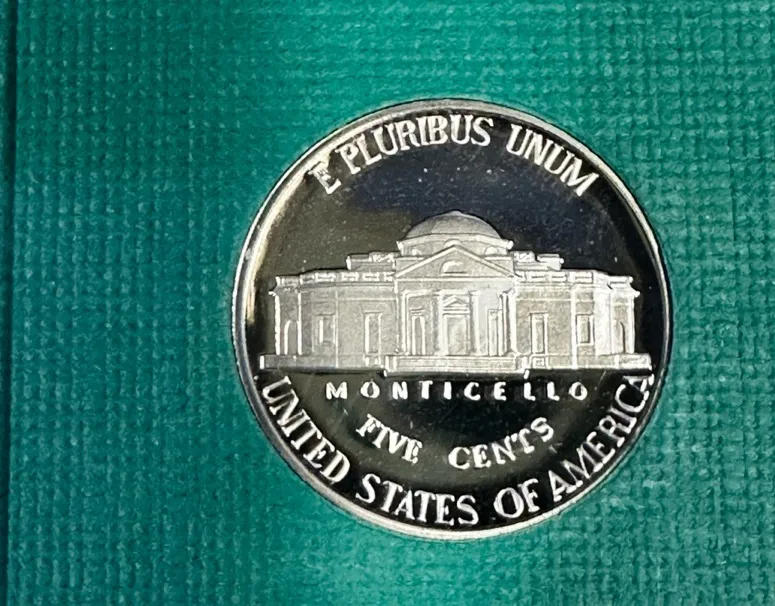 E PLURIBUS UNUM
MONTICELLO
FIVE CENTS
UNITED STATES OF AMERICA